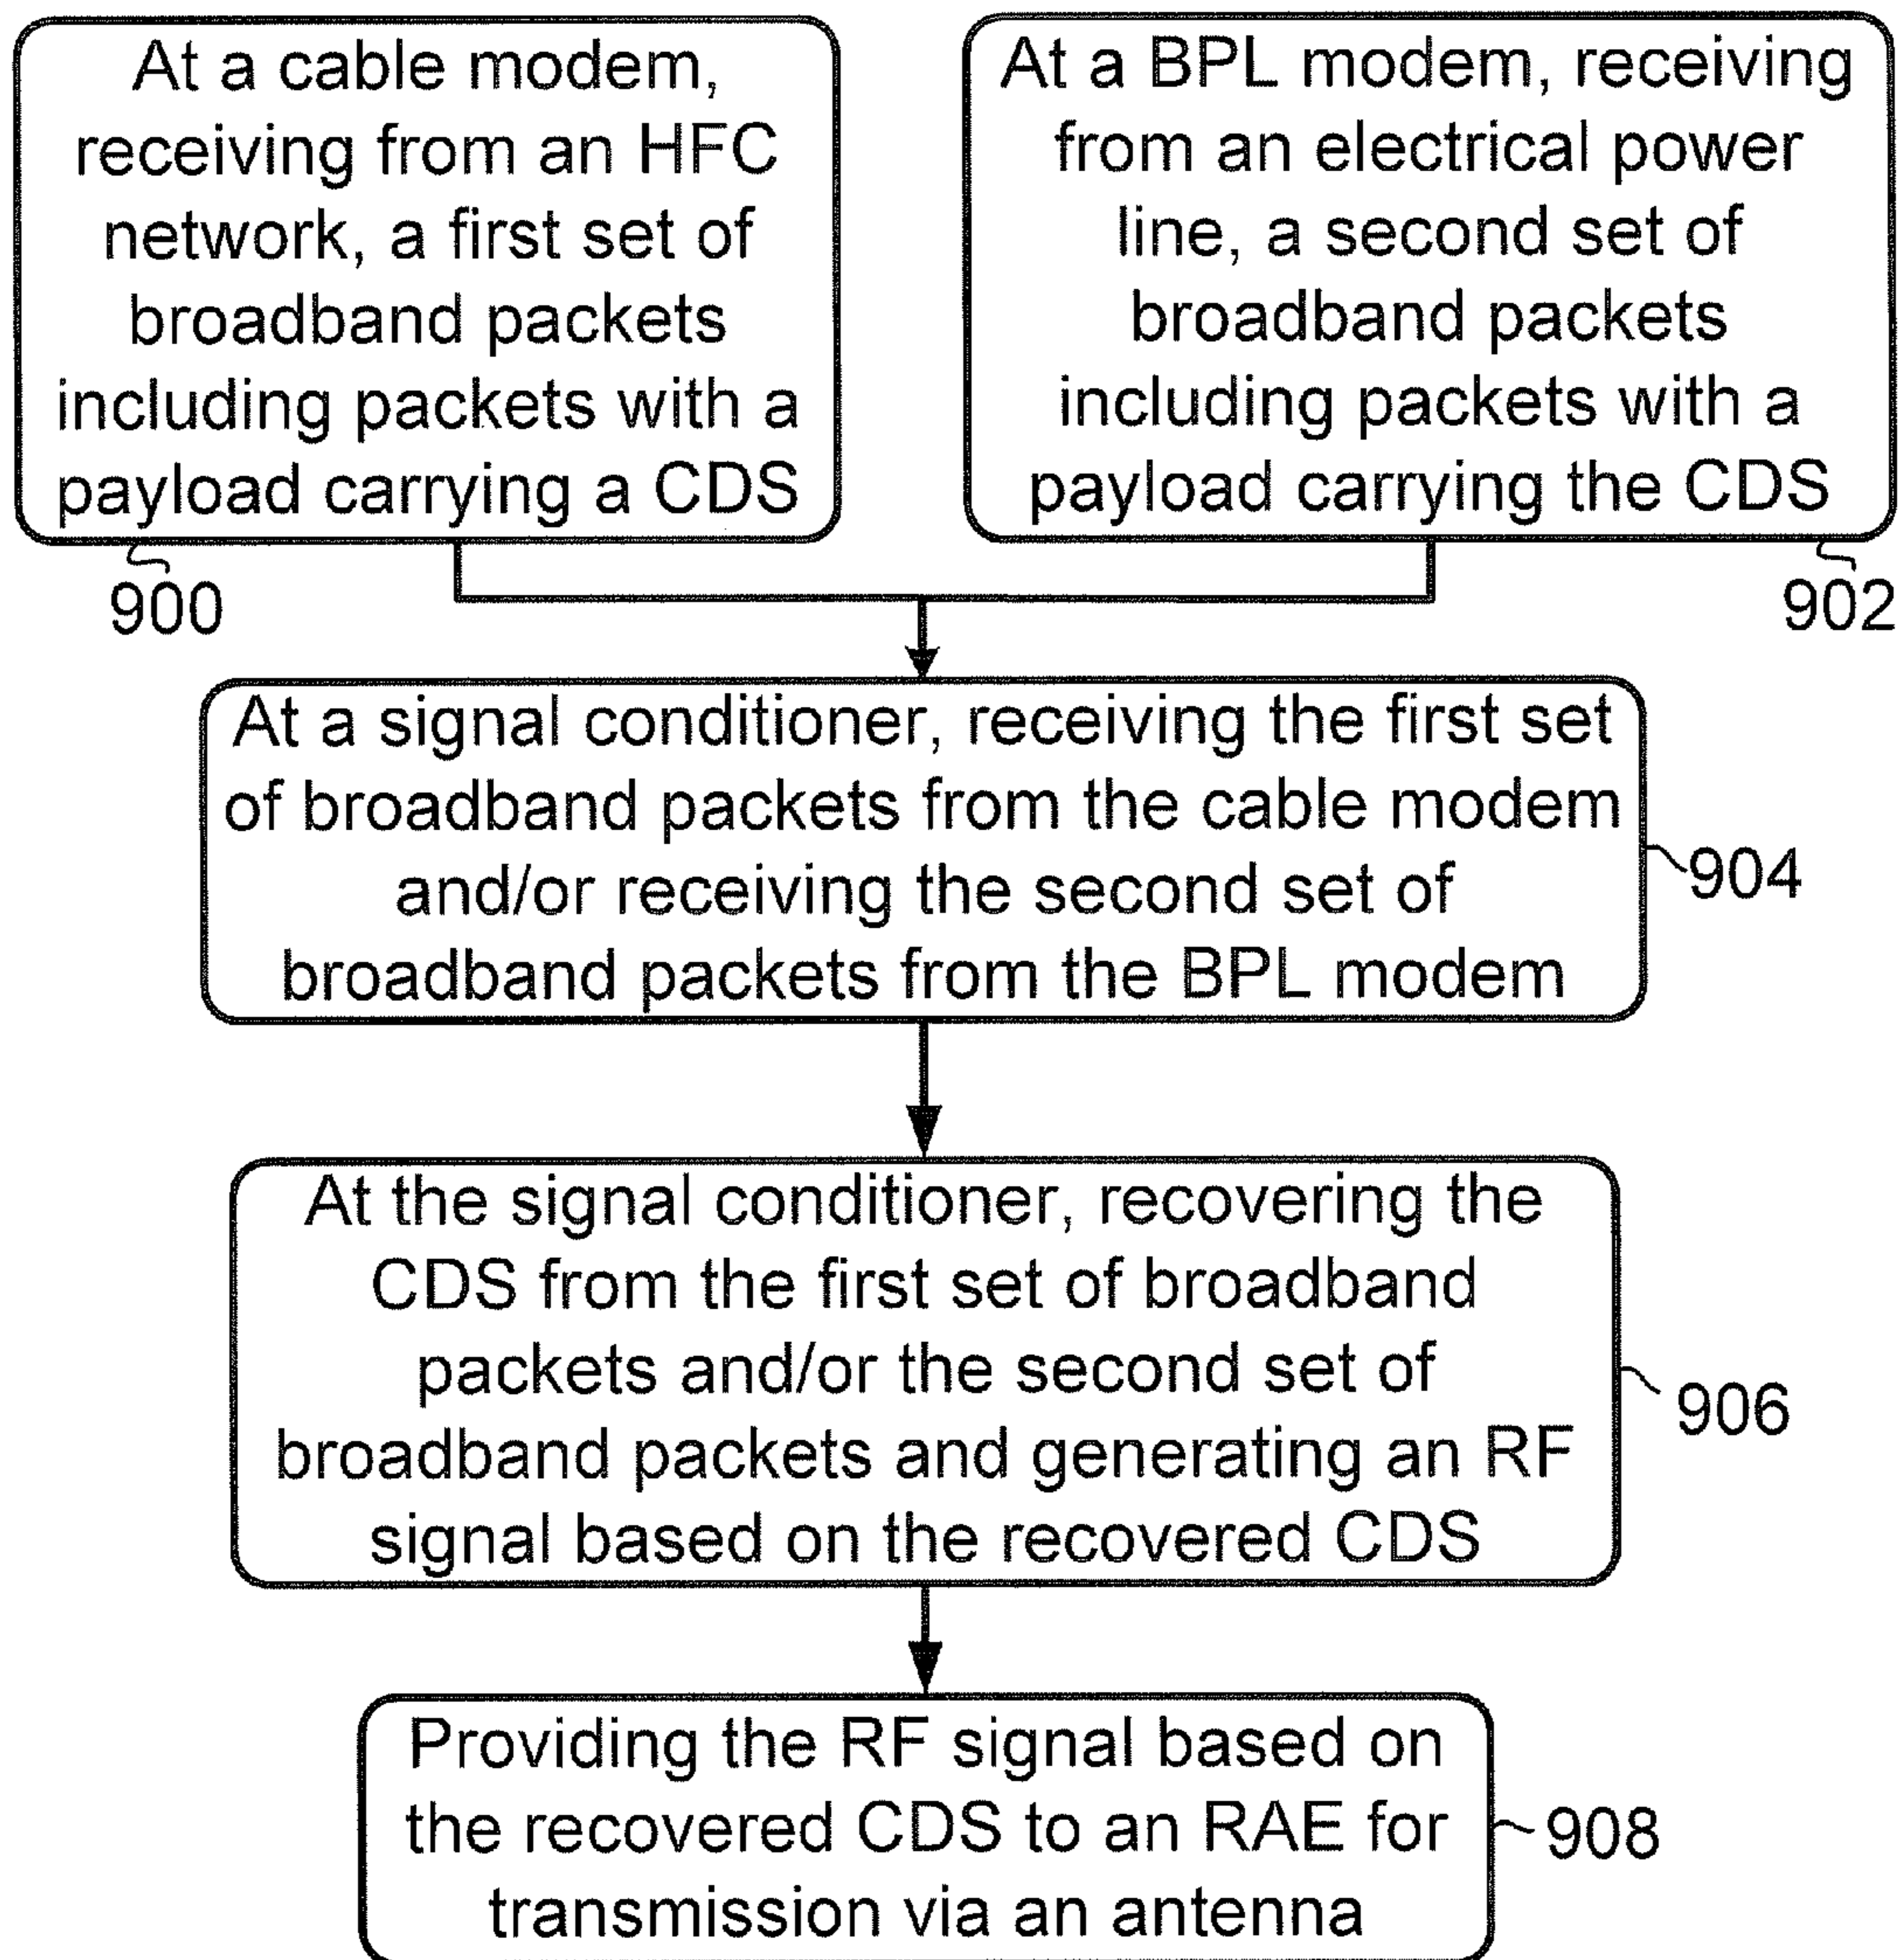 At a cable modem,
receiving from an HFC
network, a first set of
broadband packets
including packets with a
payload carrying a CDS
900
At a BPL modem, receiving
from an electrical power
line, a second set of
broadband packets
including packets with a
payload carrying the CDS
902
At a signal conditioner, receiving the first set
of broadband packets from the cable modem
and/or receiving the second set of
broadband packets from the BPL modem
904
At the signal conditioner, recovering the
CDS from the first set of broadband
packets and/or the second set of
broadband packets and generating an RF
signal based on the recovered CDS
906
Providing the RF signal based on
the recovered CDS to an RAE for
transmission via an antenna
908